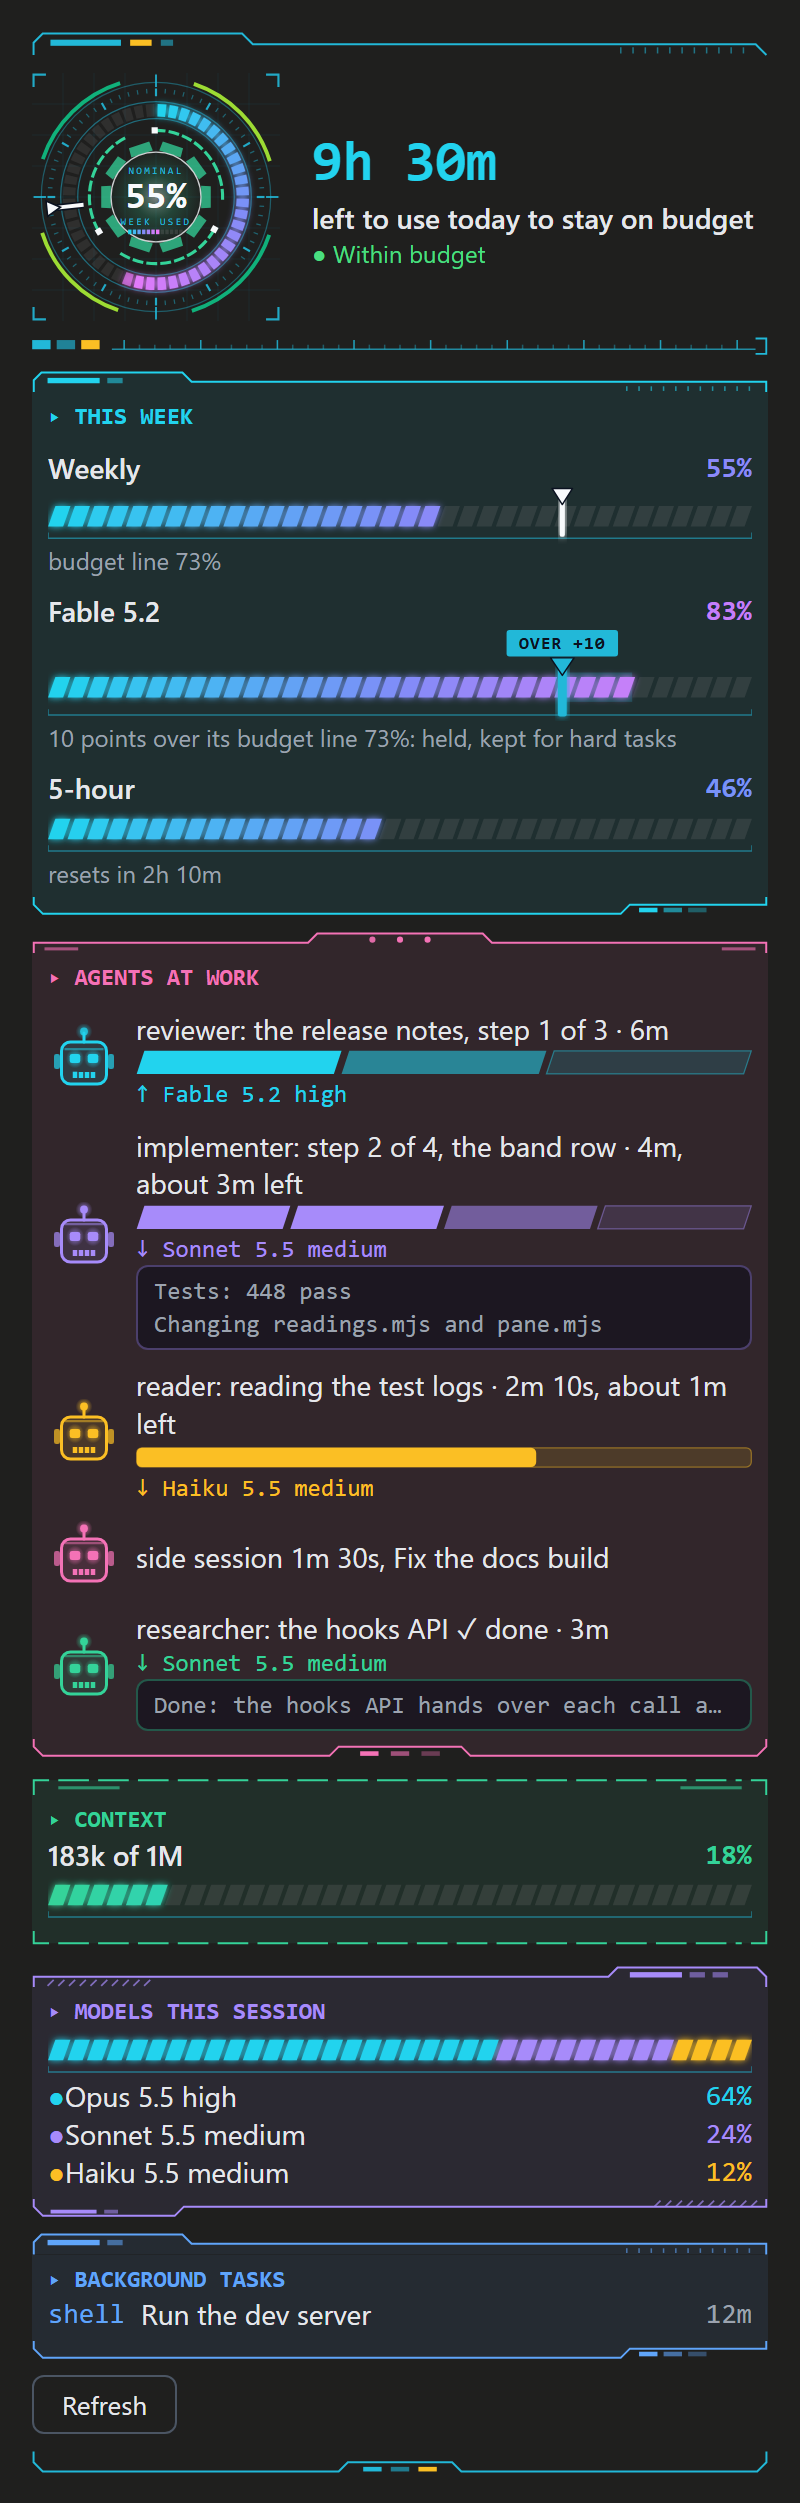 NOMINAL
55%
WEEK USED
9h 30m
left to use today to stay on budget
● Within budget
▸ THIS WEEK
Weekly 55%
budget line 73%
Fable 5.2 83%
OVER +10
10 points over its budget line 73%: held, kept for hard tasks
5-hour 46%
resets in 2h 10m
▸ AGENTS AT WORK
reviewer: the release notes, step 1 of 3 · 6m
↑ Fable 5.2 high
implementer: step 2 of 4, the band row · 4m,
about 3m left
↓ Sonnet 5.5 medium
Tests: 448 pass
Changing readings.mjs and pane.mjs
reader: reading the test logs · 2m 10s, about 1m
left
↓ Haiku 5.5 medium
side session 1m 30s, Fix the docs build
researcher: the hooks API ✓ done · 3m
↓ Sonnet 5.5 medium
Done: the hooks API hands over each call a…
▸ CONTEXT
183k of 1M 18%
▸ MODELS THIS SESSION
●Opus 5.5 high 64%
●Sonnet 5.5 medium 24%
●Haiku 5.5 medium 12%
▸ BACKGROUND TASKS
shell Run the dev server 12m
Refresh